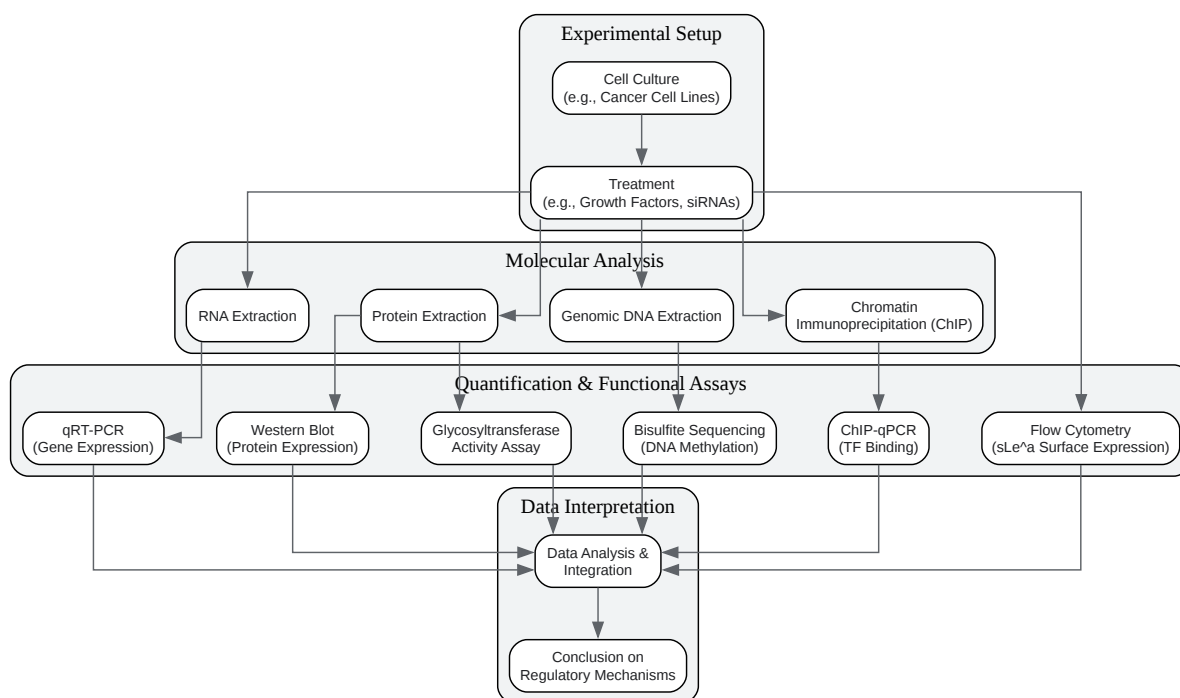 Experimental Setup
Cell Culture
(e.g., Cancer Cell Lines)
Treatment
(e.g., Growth Factors, siRNAs)
Molecular Analysis
RNA Extraction
Protein Extraction
Genomic DNA Extraction
Chromatin
Immunoprecipitation (ChIP)
Quantification & Functional Assays
qRT-PCR
(Gene Expression)
Western Blot
(Protein Expression)
Glycosyltransferase
Activity Assay
Bisulfite Sequencing
(DNA Methylation)
ChIP-qPCR
(TF Binding)
Flow Cytometry
(sLe^a Surface Expression)
Data Interpretation
Data Analysis &
Integration
Conclusion on
Regulatory Mechanisms